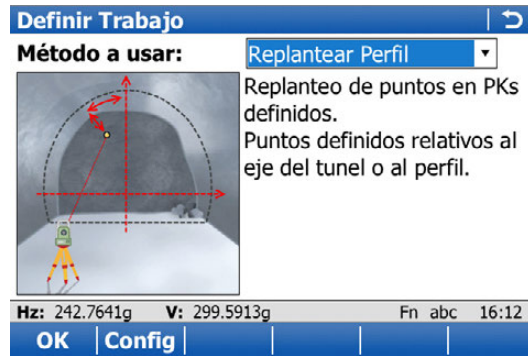 Definir Trabajo
Método a usar: Replantear Perfil
Replanteo de puntos en PKs
definidos.
Puntos definidos relativos al
eje del tunel o al perfil.
Hz: 242.7641g V: 299.5913g Fn abc 16:12
OK Config